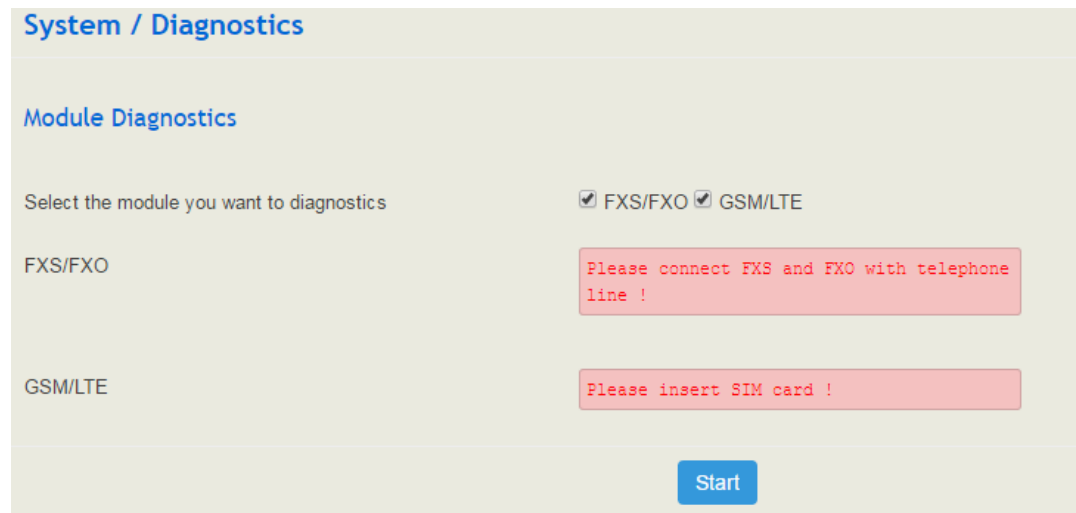 System / Diagnostics
Module Diagnostics
Select the module you want to diagnostics
FXS/FXO GSM/LTE
FXS/FXO
Please connect FXS and FXO with telephone
line !
GSM/LTE
Please insert SIM card !
Start